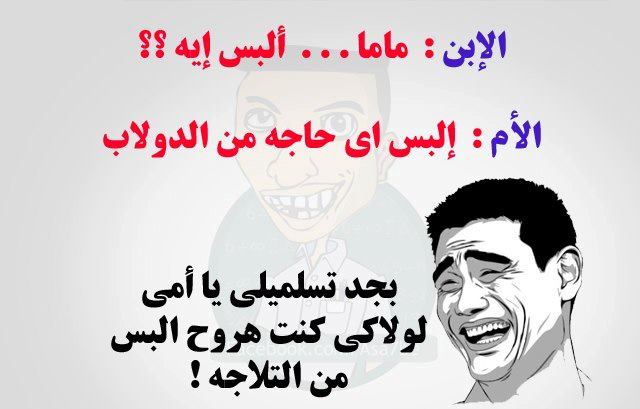 الإبن : ماما . . . ألبس إيه ؟؟
الأم : إلبس اى حاجه من الدولاب
بجد تسلميلى يا أمى
لولاكى كنت هروح البس
من التلاجه !